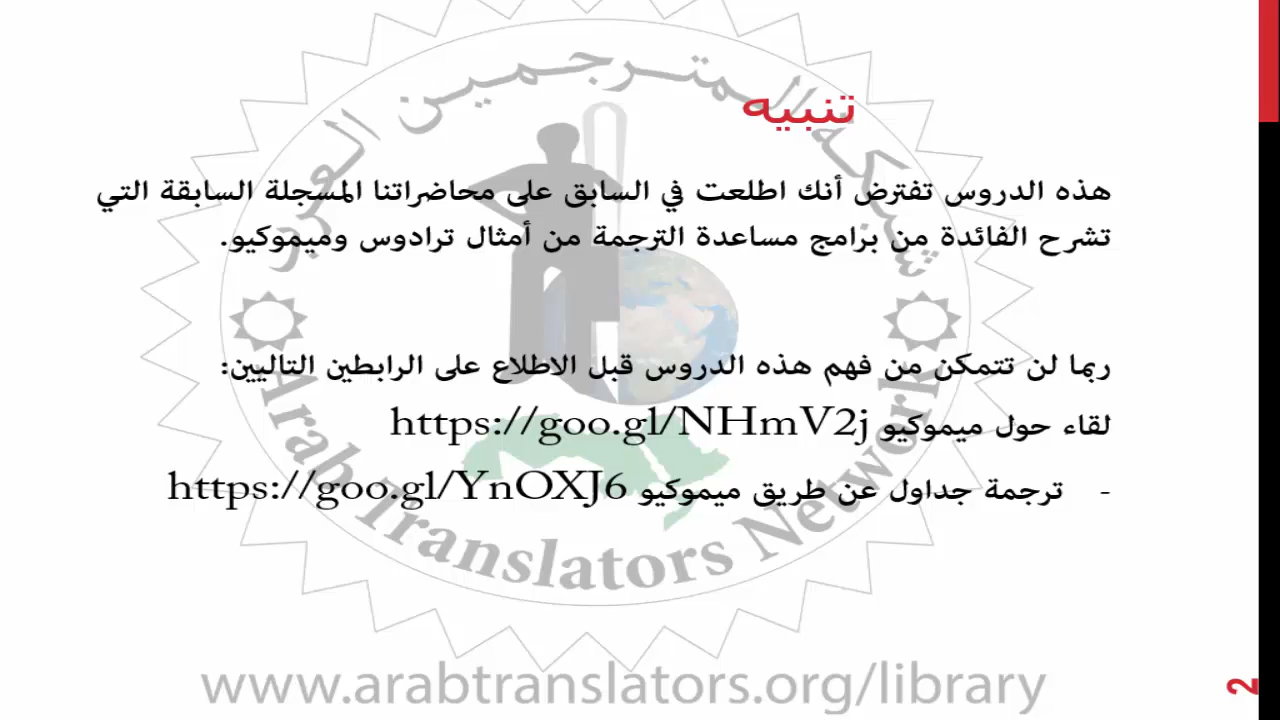 شبكة المترجمين العرب
تنبيه
هذه الدروس تفترض أنك اطلعت في السابق على محاضراتنا المسجلة السابقة التي
تشرح الفائدة من برامج مساعدة الترجمة من أمثال ترادوس وميموكيو.
ربما لن تتمكن من فهم هذه الدروس قبل الاطلاع على الرابطين التاليين:
لقاء حول ميموكيو https://goo.gl/NHmV2j
- ترجمة جداول عن طريق ميموكيو https://goo.gl/YnOXJ6
Arab Translators Network
www.arabtranslators.org/library
2